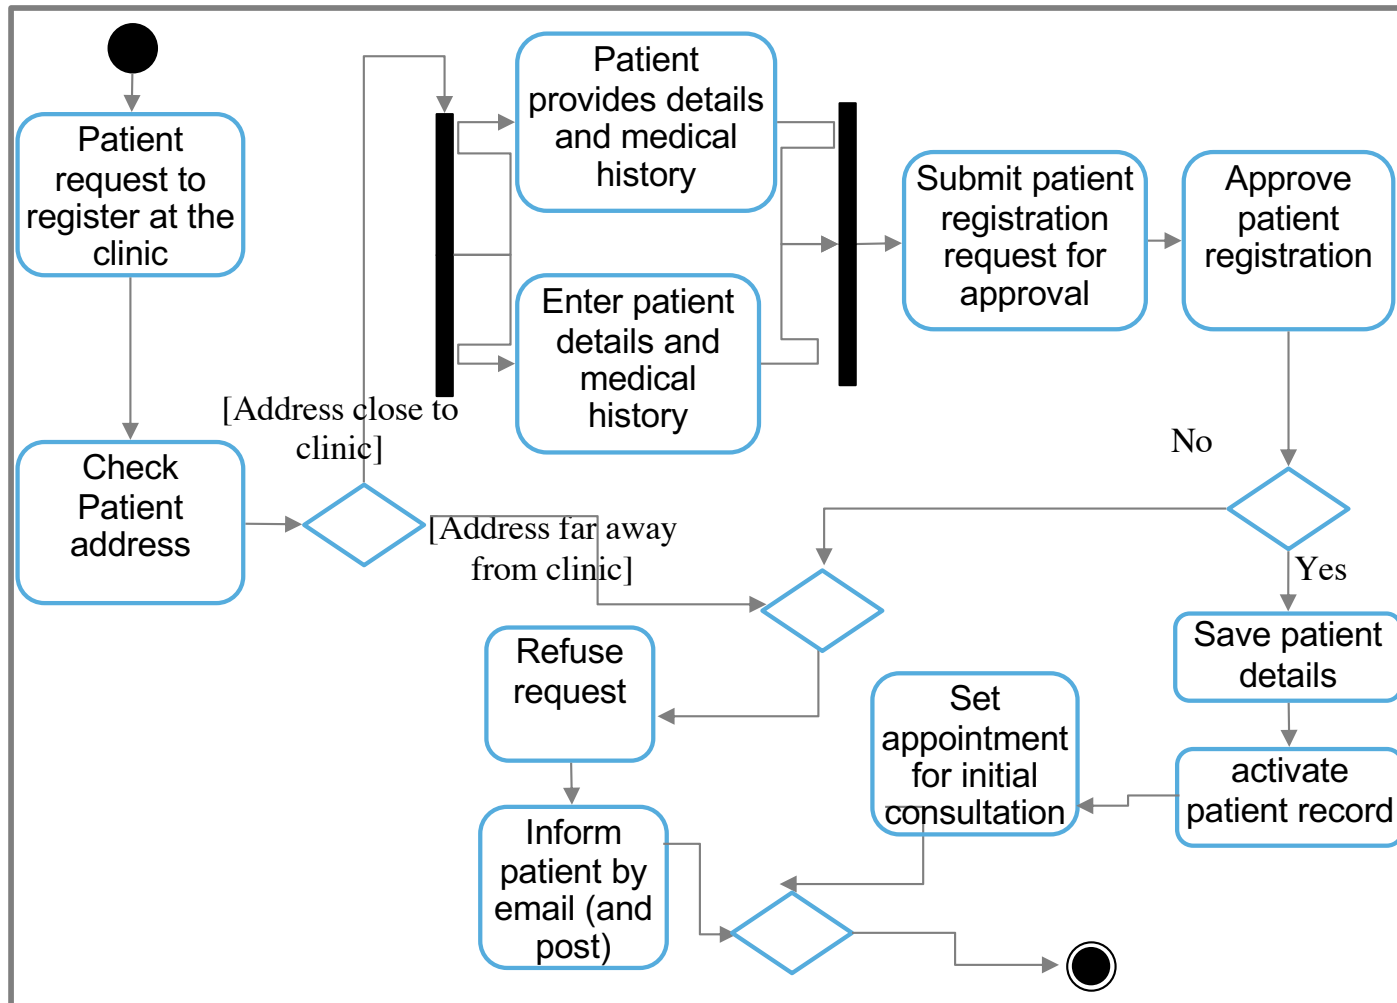 Patient
request to
register at the
clinic
Check
Patient
address
[Address close to
clinic]
[Address far away
from clinic]
Patient
provides details
and medical
history
Enter patient
details and
medical
history
Submit patient
registration
request for
approval
Approve
patient
registration
No
Yes
Save patient
details
activate
patient record
Set
appointment
for initial
consultation
Refuse
request
Inform
patient by
email (and
post)